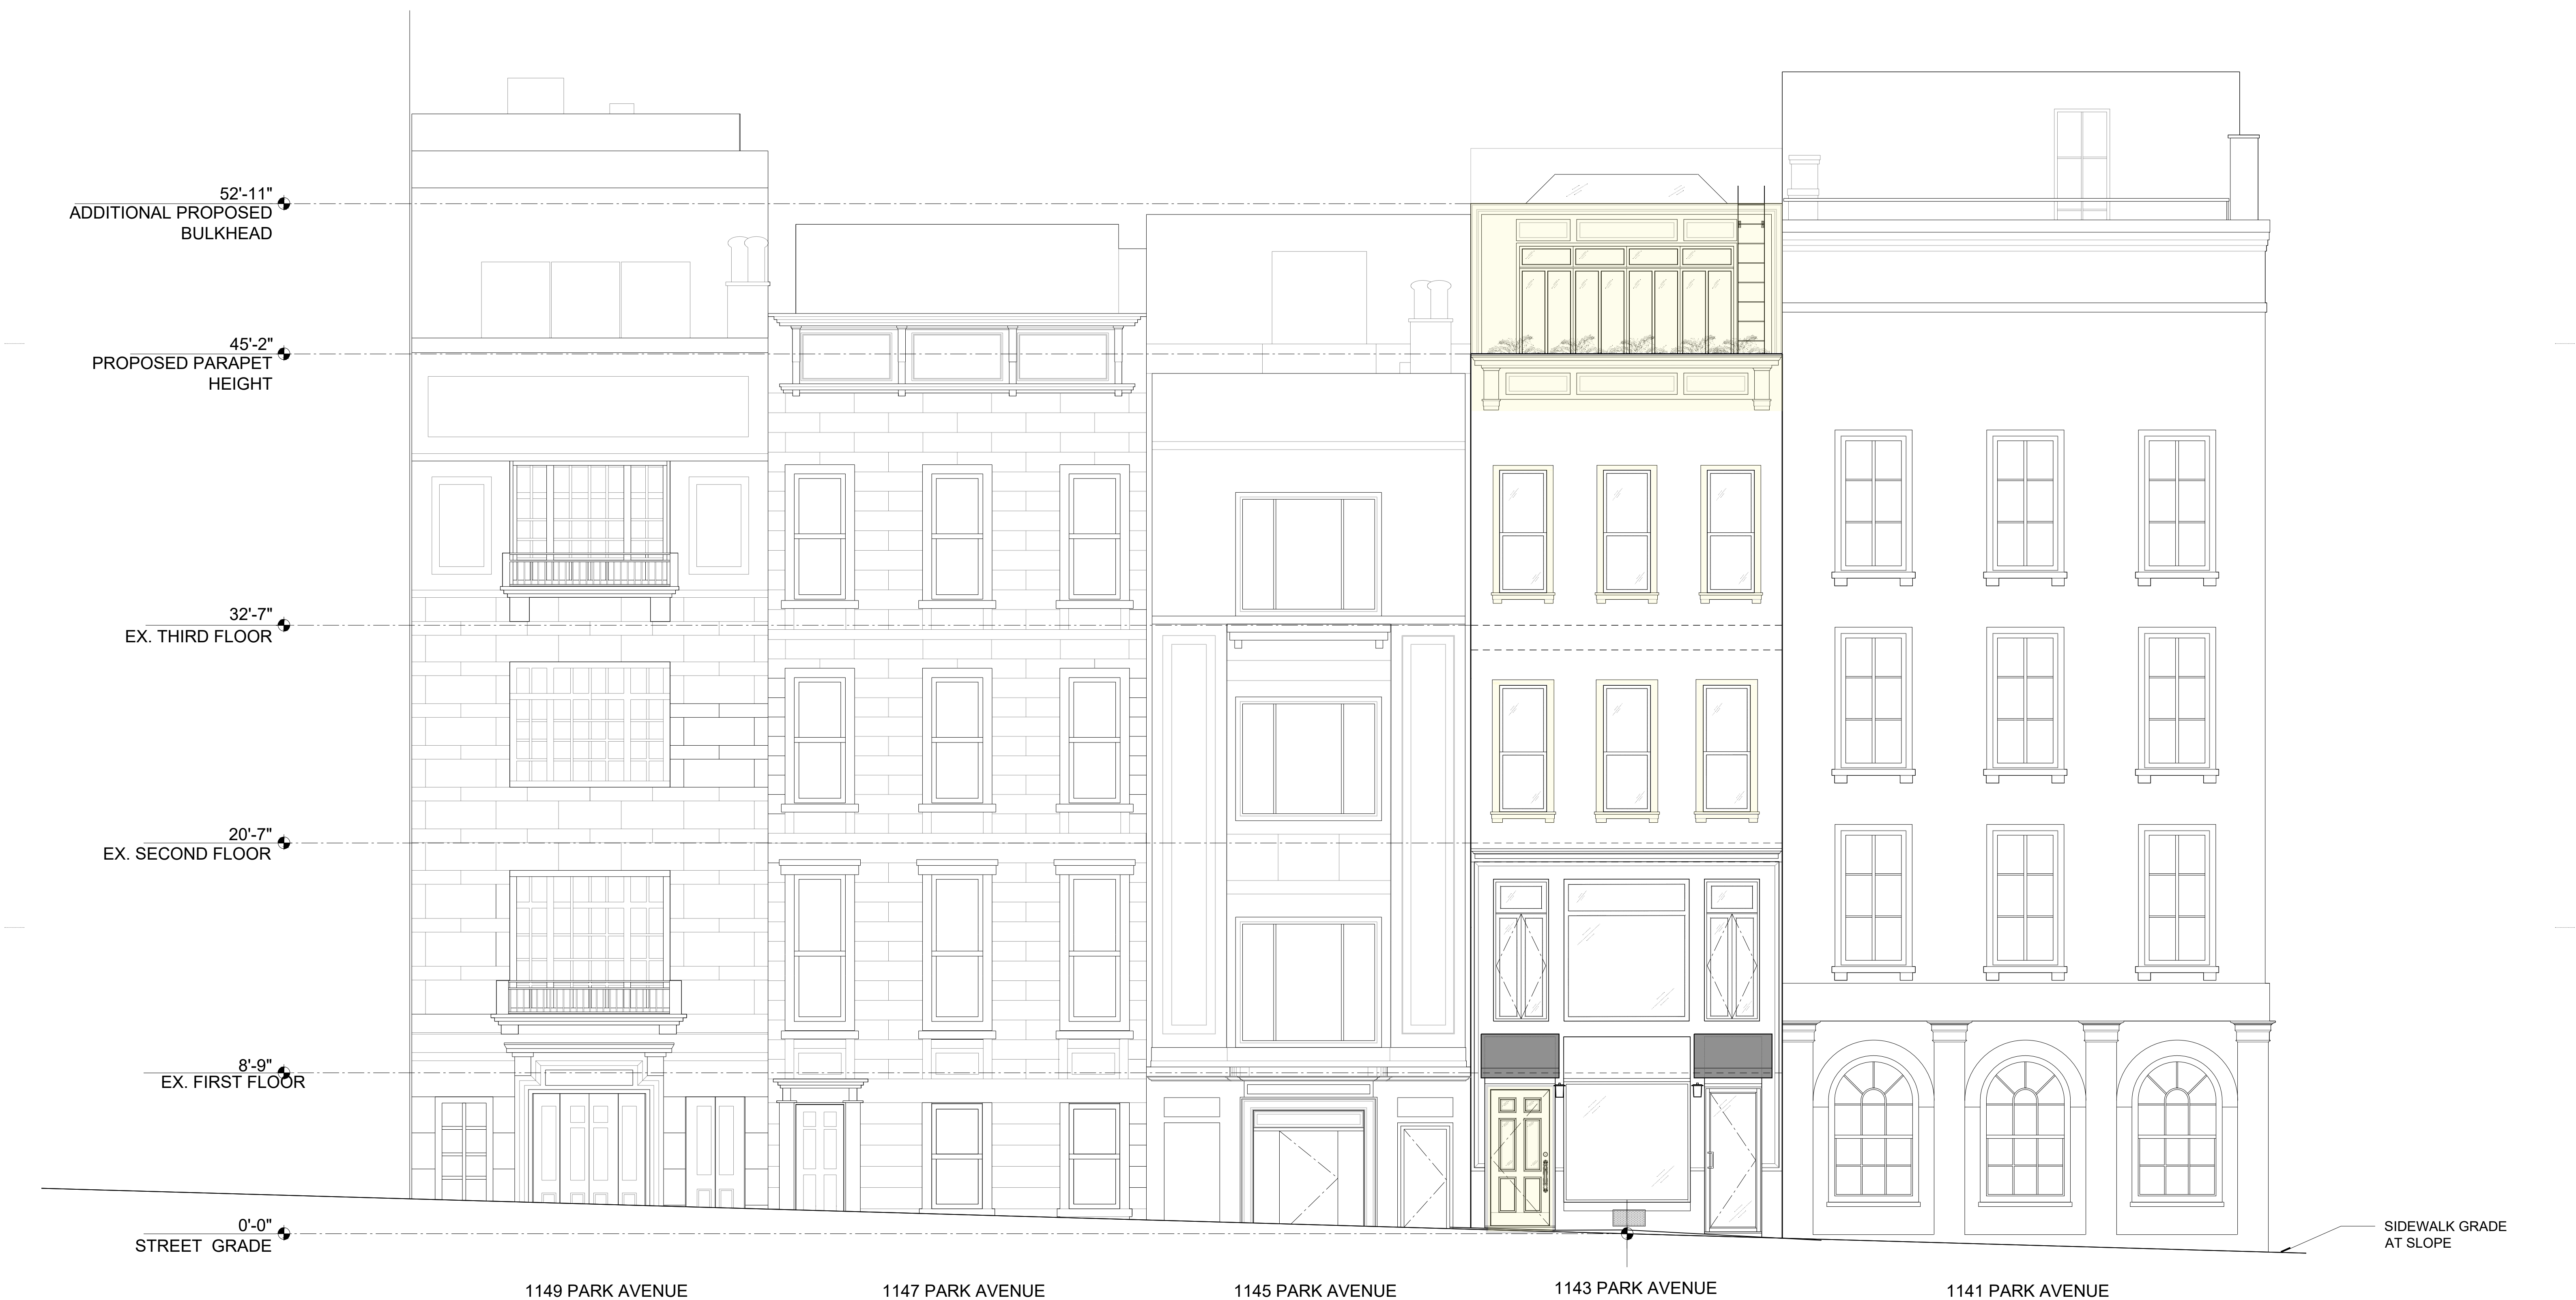 52'-11"
ADDITIONAL PROPOSED
BULKHEAD
45'-2"
PROPOSED PARAPET
HEIGHT
32'-7"
EX. THIRD FLOOR
20'-7"
EX. SECOND FLOOR
8'-9"
EX. FIRST FLOOR
0'-0"
STREET GRADE
SIDEWALK GRADE
AT SLOPE
1149 PARK AVENUE
1147 PARK AVENUE
1145 PARK AVENUE
1143 PARK AVENUE
1141 PARK AVENUE